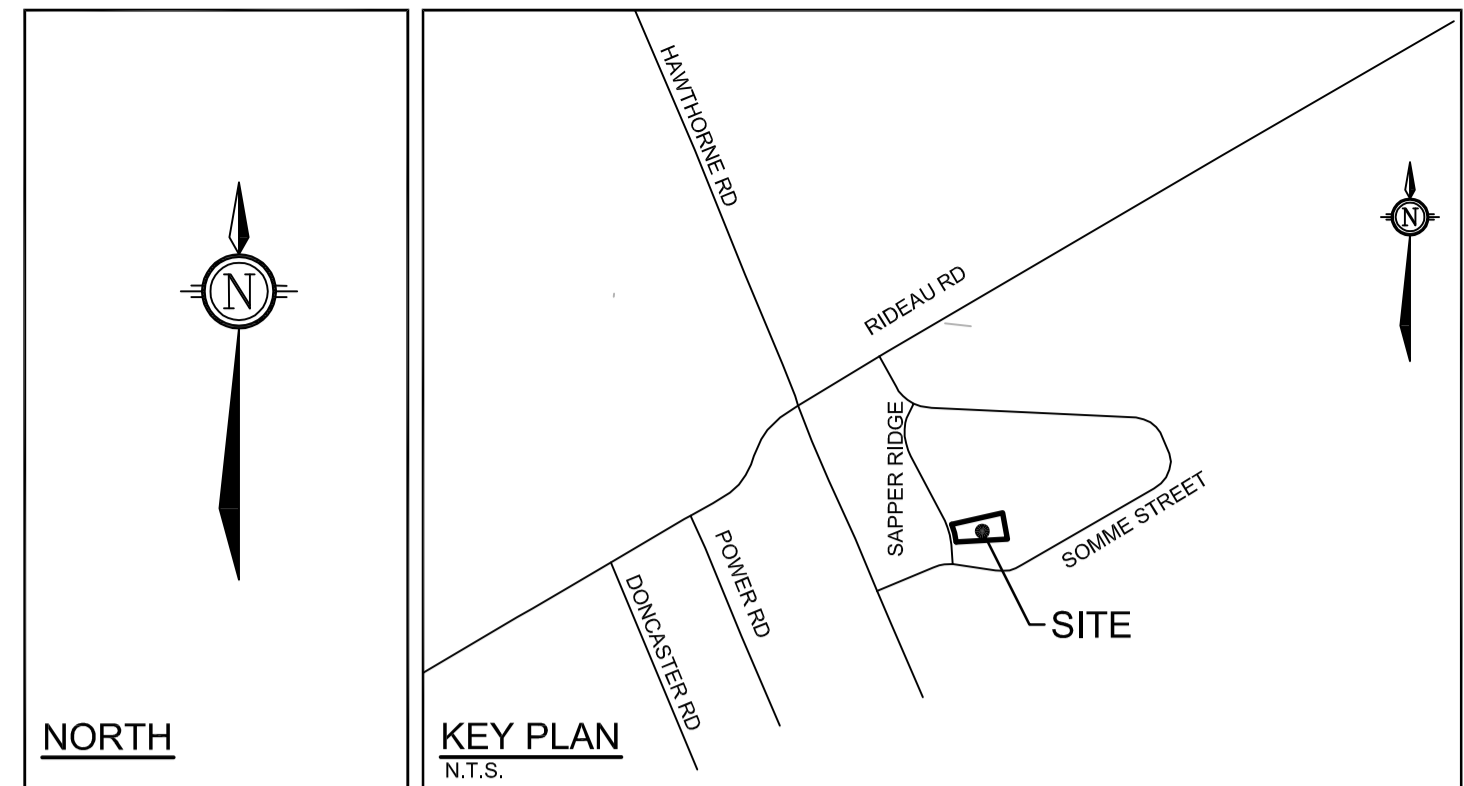 N
NORTH
HAWTHORNE RD
RIDEAU RD
N
SAPPER RIDGE
SOMME STREET
POWER RD
DONCASTER RD
SITE
KEY PLAN
N.T.S.